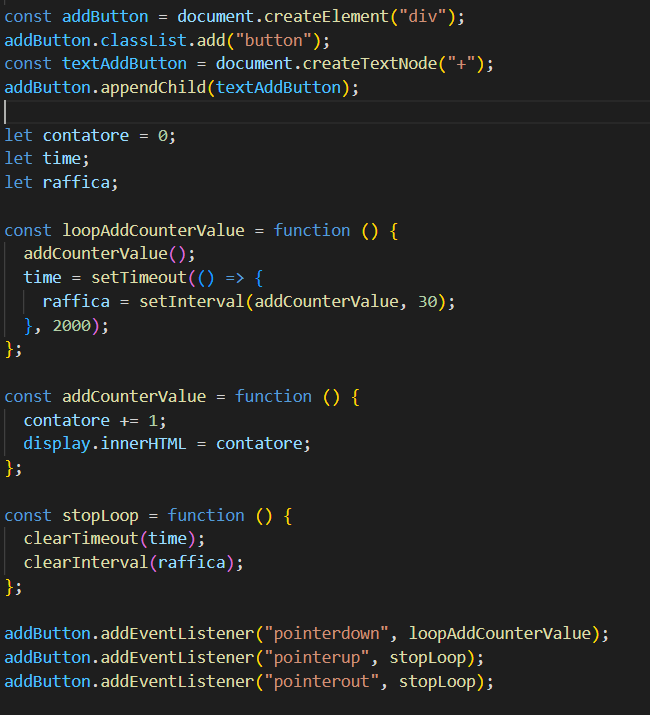 const addButton = document.createElement("div");
addButton.classList.add("button");
const textAddButton = document.createTextNode("+");
addButton.appendChild(textAddButton);
let contatore = 0;
let time;
let raffica;
const loopAddCounterValue = function () {
addCounterValue();
time = setTimeout(() => {
raffica = setInterval(addCounterValue, 30);
}, 2000);
};
const addCounterValue = function () {
contatore += 1;
display.innerHTML = contatore;
};
const stopLoop = function () {
clearTimeout(time);
clearInterval(raffica);
};
addButton.addEventListener("pointerdown", loopAddCounterValue);
addButton.addEventListener("pointerup", stopLoop);
addButton.addEventListener("pointerout", stopLoop);